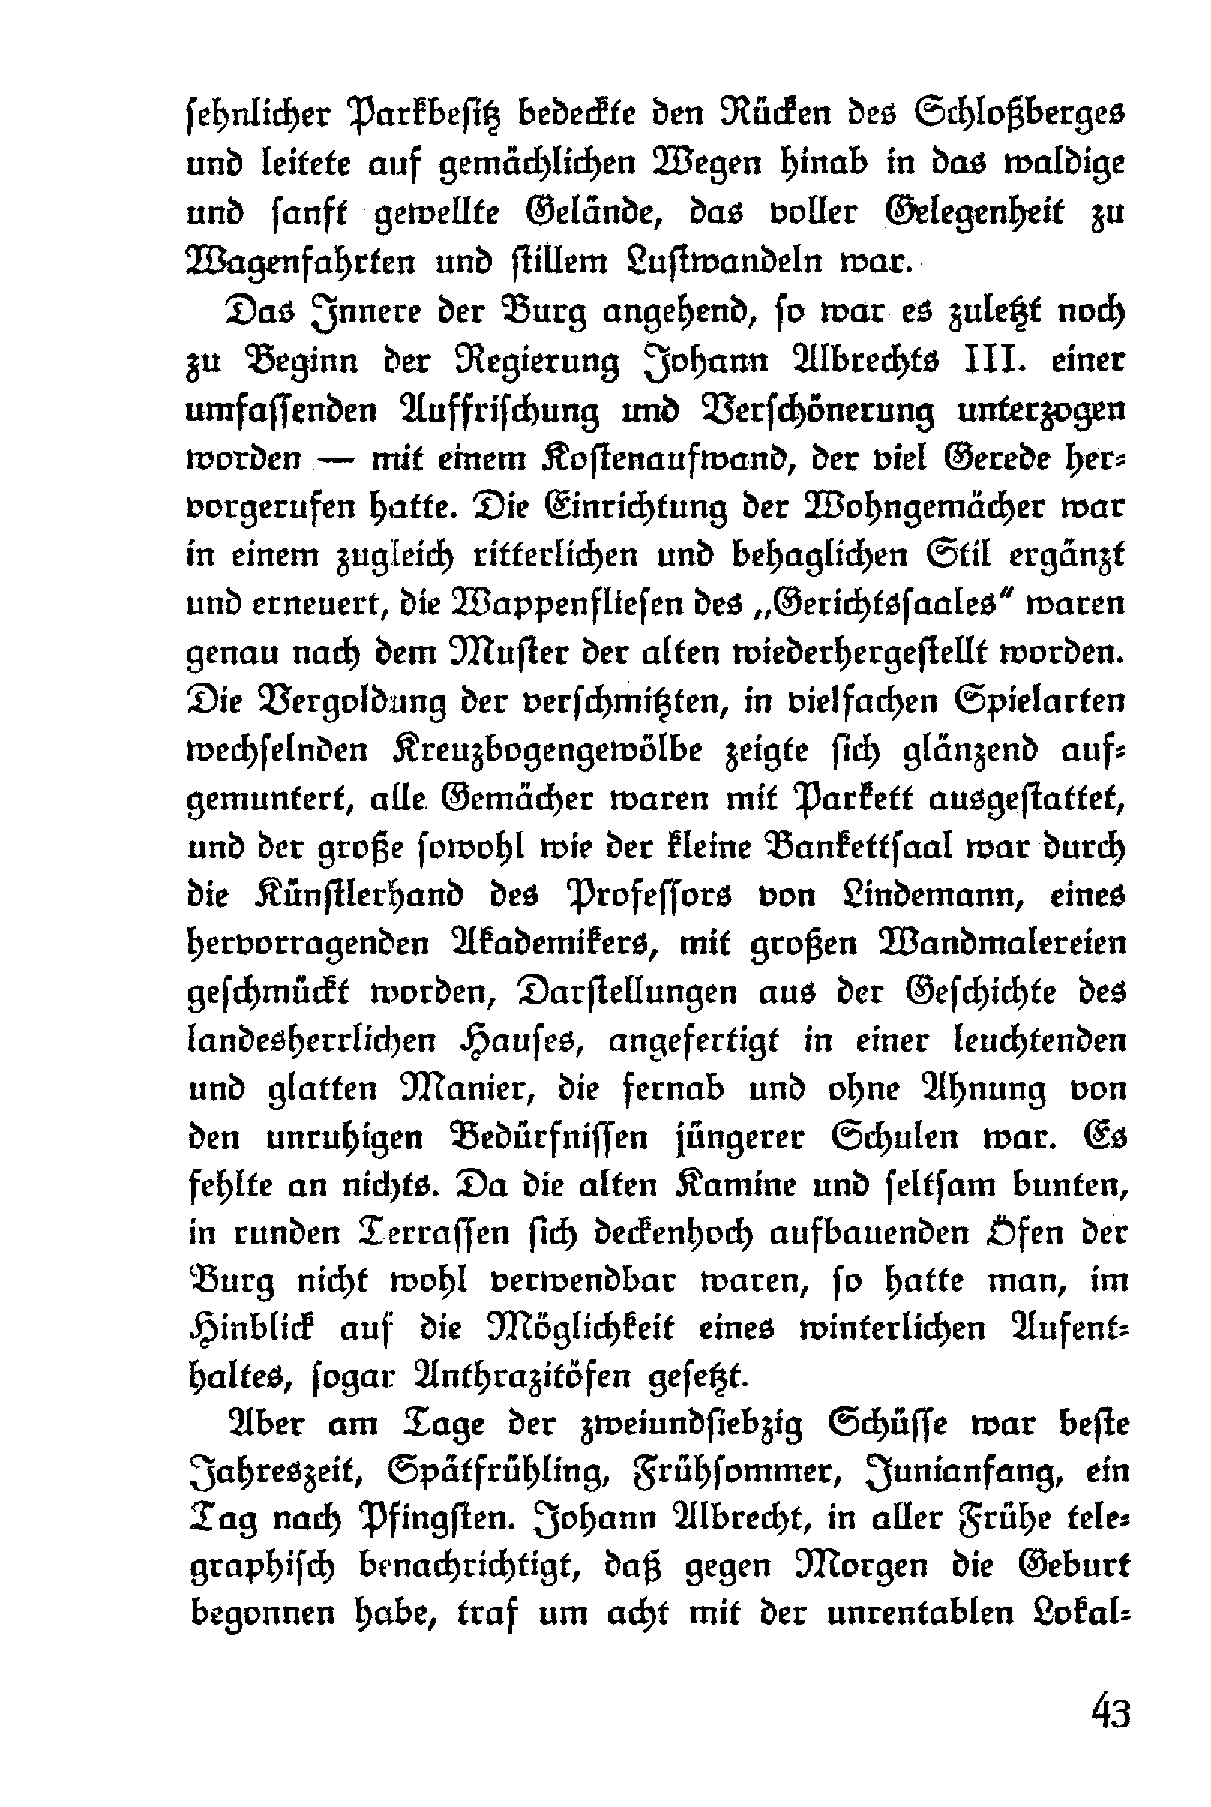 sehnlicher Parkbesitz bedeckte den Rücken des Schloßberges
und leitete auf gemächlichen Wegen hinab in das waldige
und sanft gewellte Gelände, das voller Gelegenheit zu
Wagenfahrten und stillem Lustwandeln war.
Das Innere der Burg angehend, so war es zuletzt noch
zu Beginn der Regierung Johann Albrechts III. einer
umfassenden Auffrischung und Verschönerung unterzogen
worden — mit einem Kostenaufwand, der viel Gerede her-
vorgerufen hatte. Die Einrichtung der Wohngemächer war
in einem zugleich ritterlichen und behaglichen Stil ergänzt
und erneuert, die Wappenfliesen des „Gerichtssaales" waren
genau nach dem Muster der alten wiederhergestellt worden.
Die Vergoldung der verschmitzten, in vielfachen Spielarten
wechselnden Kreuzbogengewölbe zeigte sich glänzend auf-
gemuntert, alle Gemächer waren mit Parkett ausgestattet,
und der große sowohl wie der kleine Bankettsaal war durch
die Künstlerhand des Professors von Lindemann, eines
hervorragenden Akademikers, mit großen Wandmalereien
geschmückt worden, Darstellungen aus der Geschichte des
landesherrlichen Hauses, angefertigt in einer leuchtenden
und glatten Manier, die fernab und ohne Ahnung von
den unruhigen Bedürfnissen jüngerer Schulen war. Es
fehlte an nichts. Da die alten Kamine und seltsam bunten,
in runden Terrassen sich deckenhoch aufbauenden Öfen der
Burg nicht wohl verwendbar waren, so hatte man, im
Hinblick auf die Möglichkeit eines winterlichen Aufent-
haltes, sogar Anthrazitöfen gesetzt.
Aber am Tage der zweiundsiebzig Schüsse war beste
Jahreszeit, Spätfrühling, Frühsommer, Junianfang, ein
Tag nach Pfingsten. Johann Albrecht, in aller Frühe tele-
graphisch benachrichtigt, daß gegen Morgen die Geburt
begonnen habe, traf um acht mit der unrentablen Lokal-
43